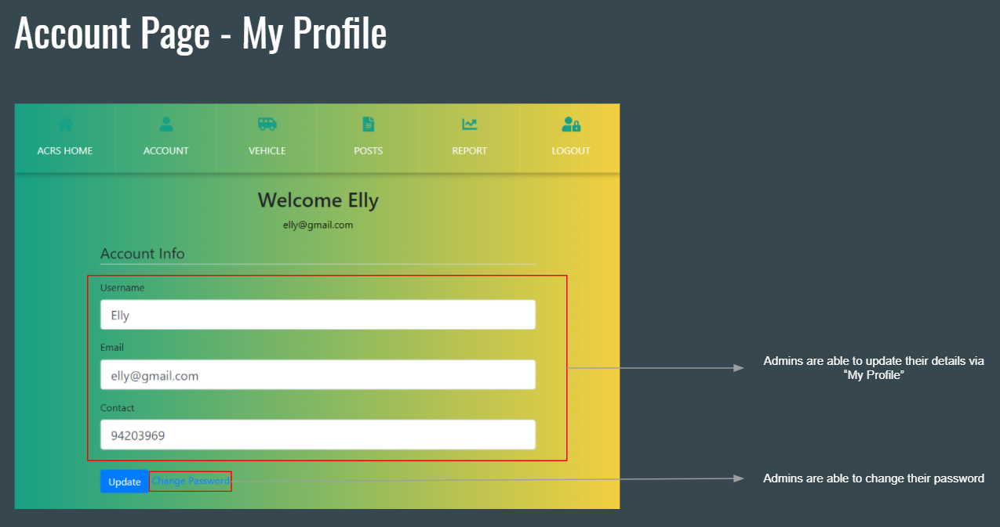 Account Page - My Profile
ACRS HOME
ACCOUNT
VEHICLE
POSTS
REPORT
LOGOUT
Welcome Elly
elly@gmail.com
Account Info
Username
Elly
Email
elly@gmail.com
Contact
94203969
Update
Change Password
Admins are able to update their details via
“My Profile”
Admins are able to change their password